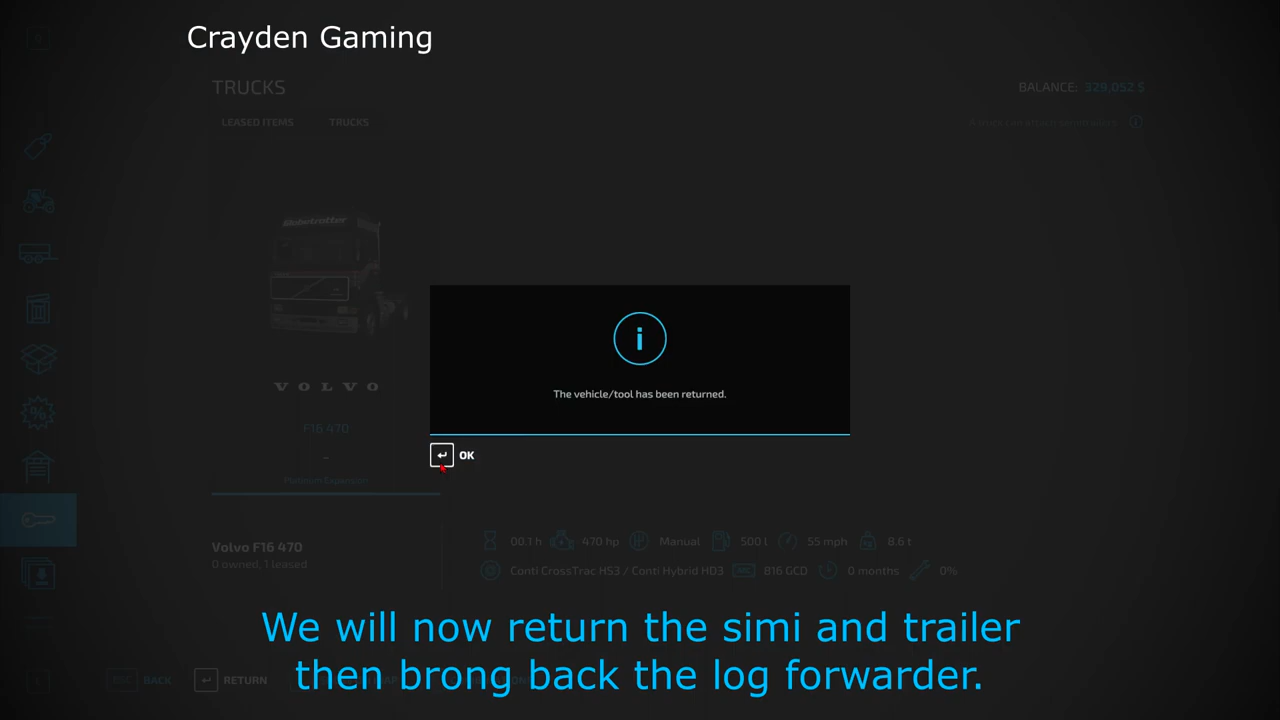 Crayden Gaming
TRUCKS
BALANCE: 329,052 $
LEASED ITEMS TRUCKS
Globetrotter
VOLVO
F16 470
-
Platinum Expansion
The vehicle/tool has been returned.
OK
Volvo F16 470
0 owned, 1 leased
00.1 h 470 hp Manual 500 l 55 mph 8.6 t
Conti CrossTrac HS3 / Conti Hybrid HD3 816 GCD 0 months 0%
We will now return the simi and trailer
then brong back the log forwarder.
BACK RETURN